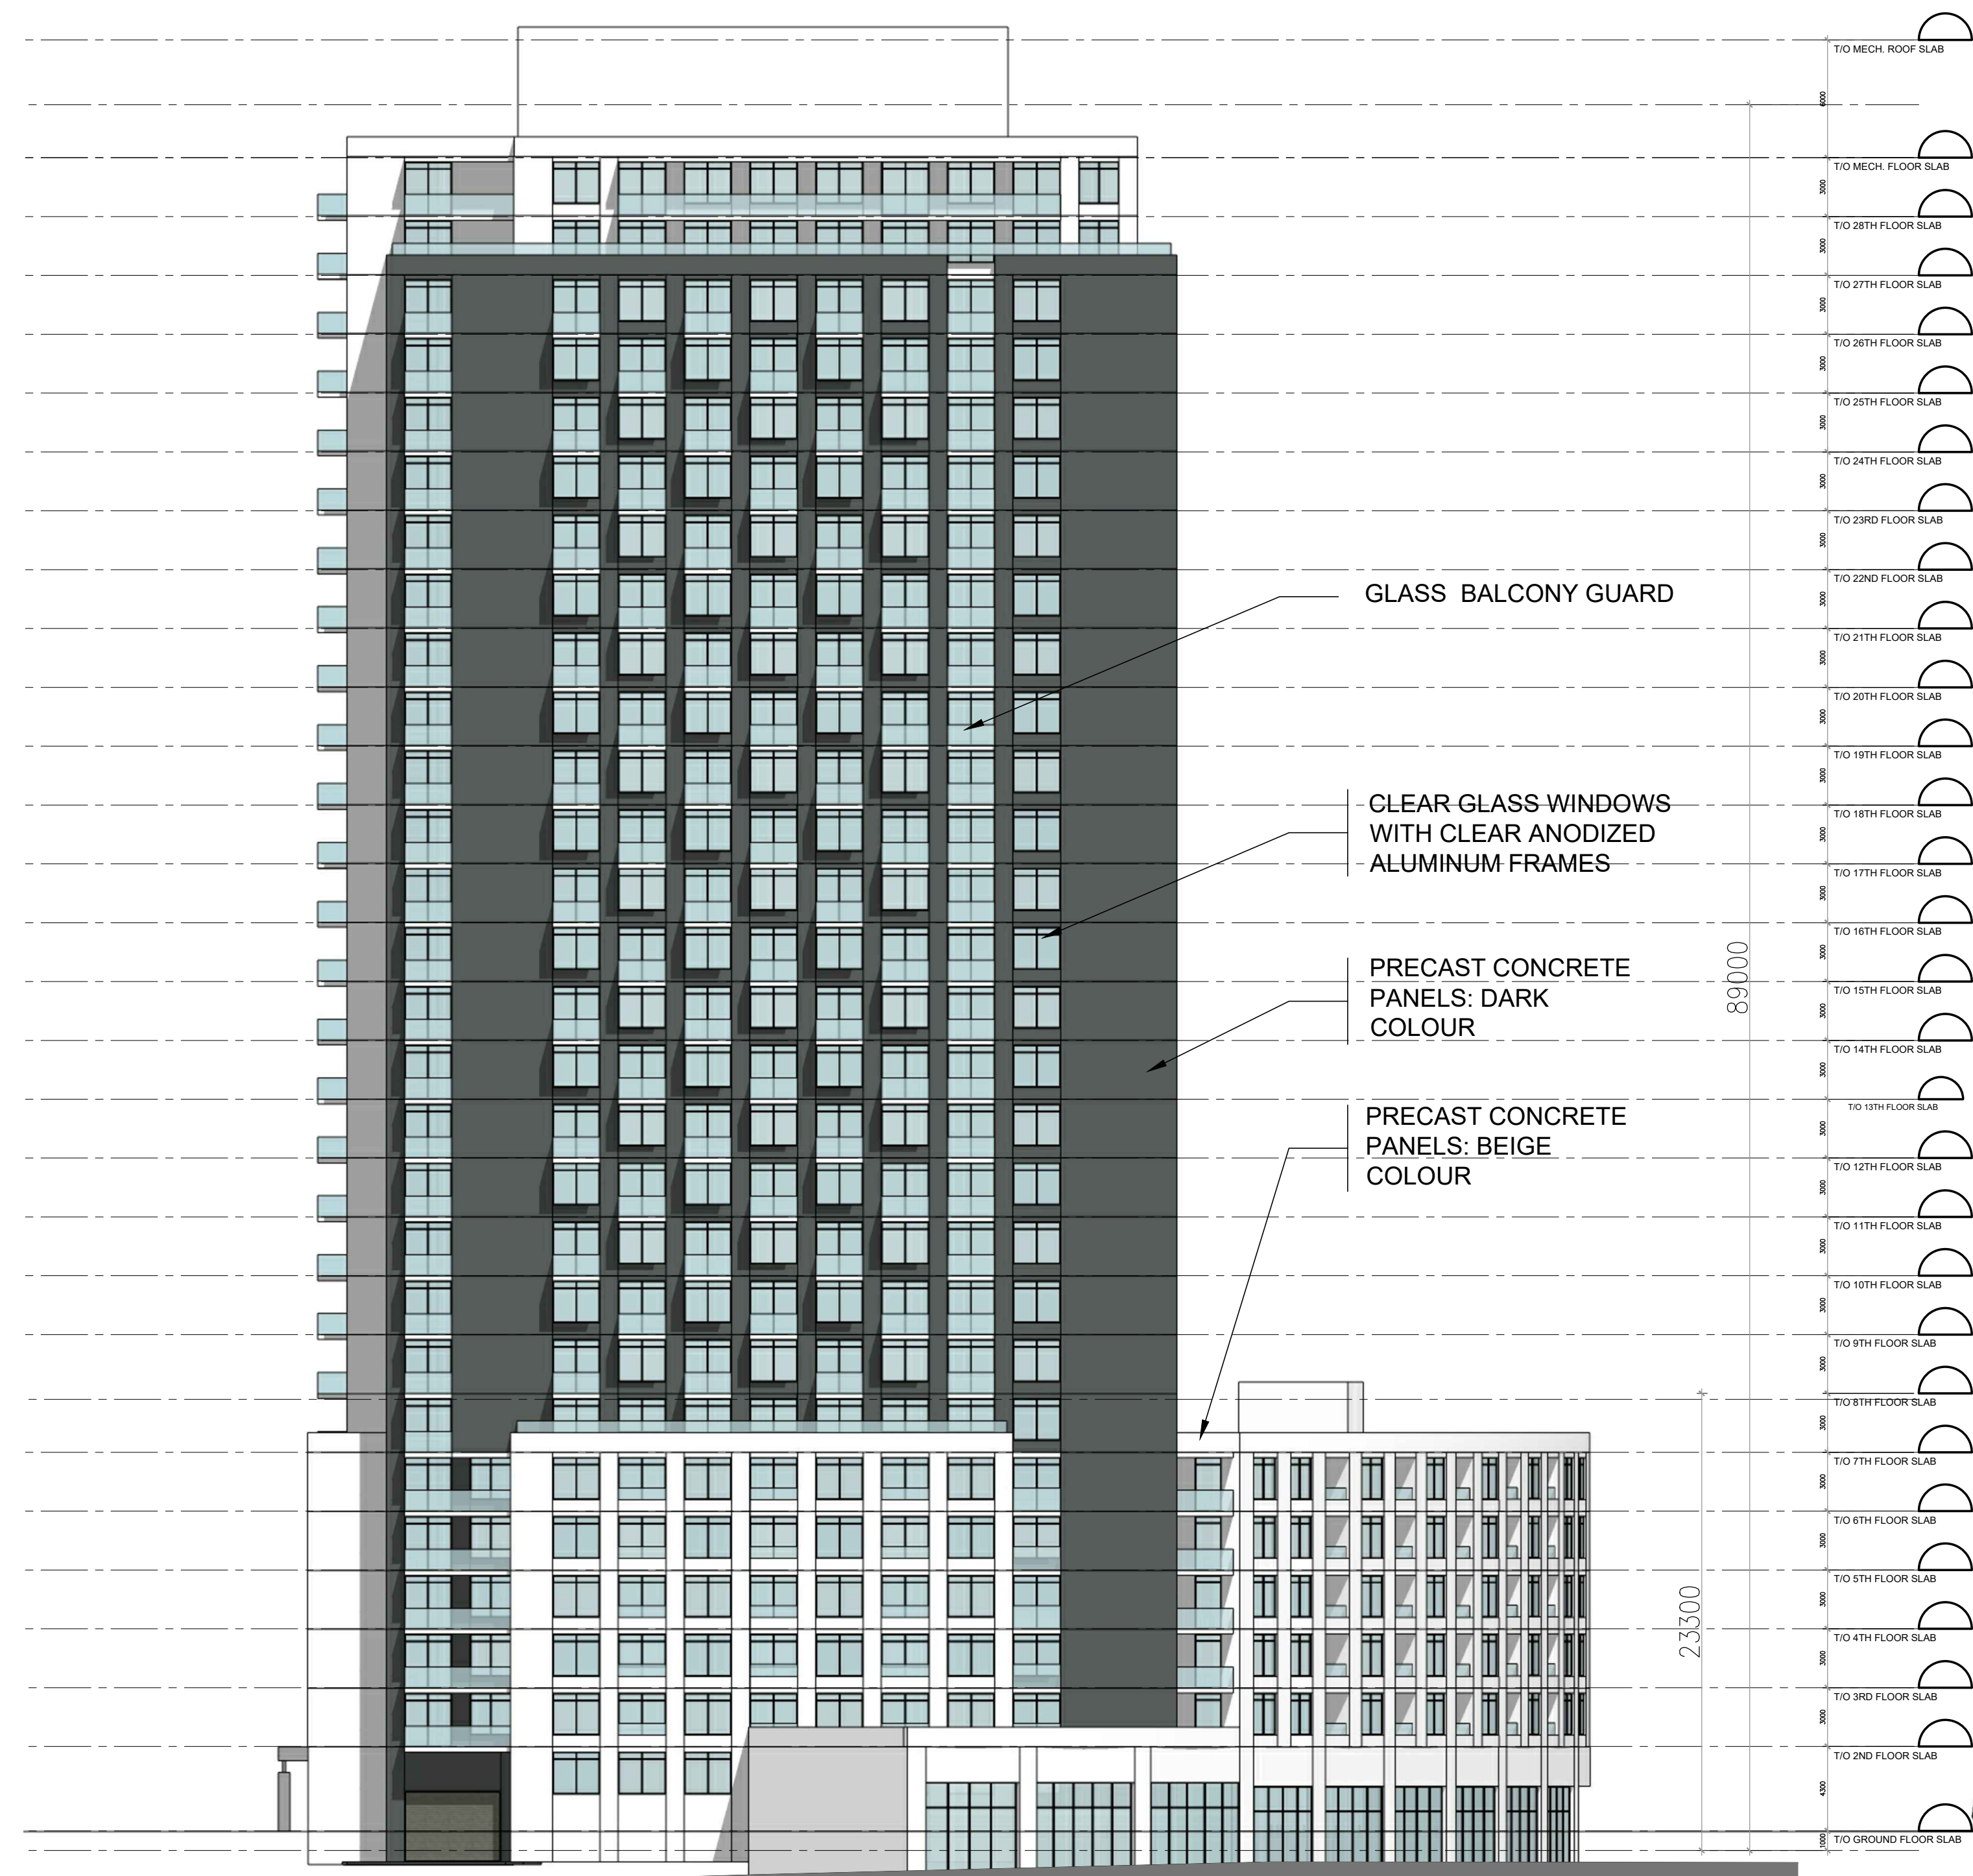 GLASS BALCONY GUARD
CLEAR GLASS WINDOWS
WITH CLEAR ANODIZED
ALUMINUM FRAMES
PRECAST CONCRETE
PANELS: DARK
COLOUR
PRECAST CONCRETE
PANELS: BEIGE
COLOUR
23300
89000
T/O MECH. ROOF SLAB
6000
T/O MECH. FLOOR SLAB
3000
T/O 28TH FLOOR SLAB
3000
T/O 27TH FLOOR SLAB
3000
T/O 26TH FLOOR SLAB
3000
T/O 25TH FLOOR SLAB
3000
T/O 24TH FLOOR SLAB
3000
T/O 23RD FLOOR SLAB
3000
T/O 22ND FLOOR SLAB
3000
T/O 21TH FLOOR SLAB
3000
T/O 20TH FLOOR SLAB
3000
T/O 19TH FLOOR SLAB
3000
T/O 18TH FLOOR SLAB
3000
T/O 17TH FLOOR SLAB
3000
T/O 16TH FLOOR SLAB
3000
T/O 15TH FLOOR SLAB
3000
T/O 14TH FLOOR SLAB
3000
T/O 13TH FLOOR SLAB
3000
T/O 12TH FLOOR SLAB
3000
T/O 11TH FLOOR SLAB
3000
T/O 10TH FLOOR SLAB
3000
T/O 9TH FLOOR SLAB
3000
T/O 8TH FLOOR SLAB
3000
T/O 7TH FLOOR SLAB
3000
T/O 6TH FLOOR SLAB
3000
T/O 5TH FLOOR SLAB
3000
T/O 4TH FLOOR SLAB
3000
T/O 3RD FLOOR SLAB
3000
T/O 2ND FLOOR SLAB
4300
T/O GROUND FLOOR SLAB
1000